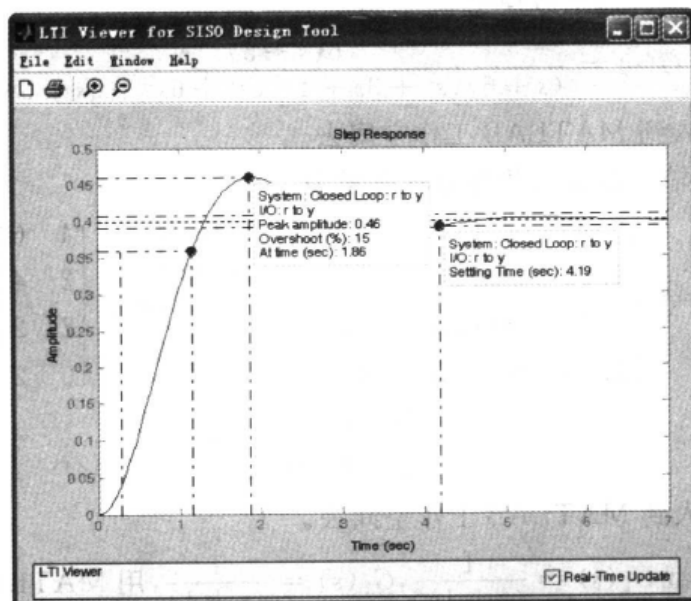 LTI Viewer for SISO Design Tool
File Edit Window Help
Step Response
0.5
0.45
0.4
0.35
0.3
0.25
0.2
0.15
0.1
0.05
0
Amplitude
System: Closed Loop: r to y
I/O: r to y
Peak amplitude: 0.46
Overshoot (%): 15
At time (sec): 1.86
System: Closed Loop: r to y
I/O: r to y
Settling Time (sec): 4.19
0 1 2 3 4 5 6 7
Time (sec)
LTI Viewer
Real-Time Update